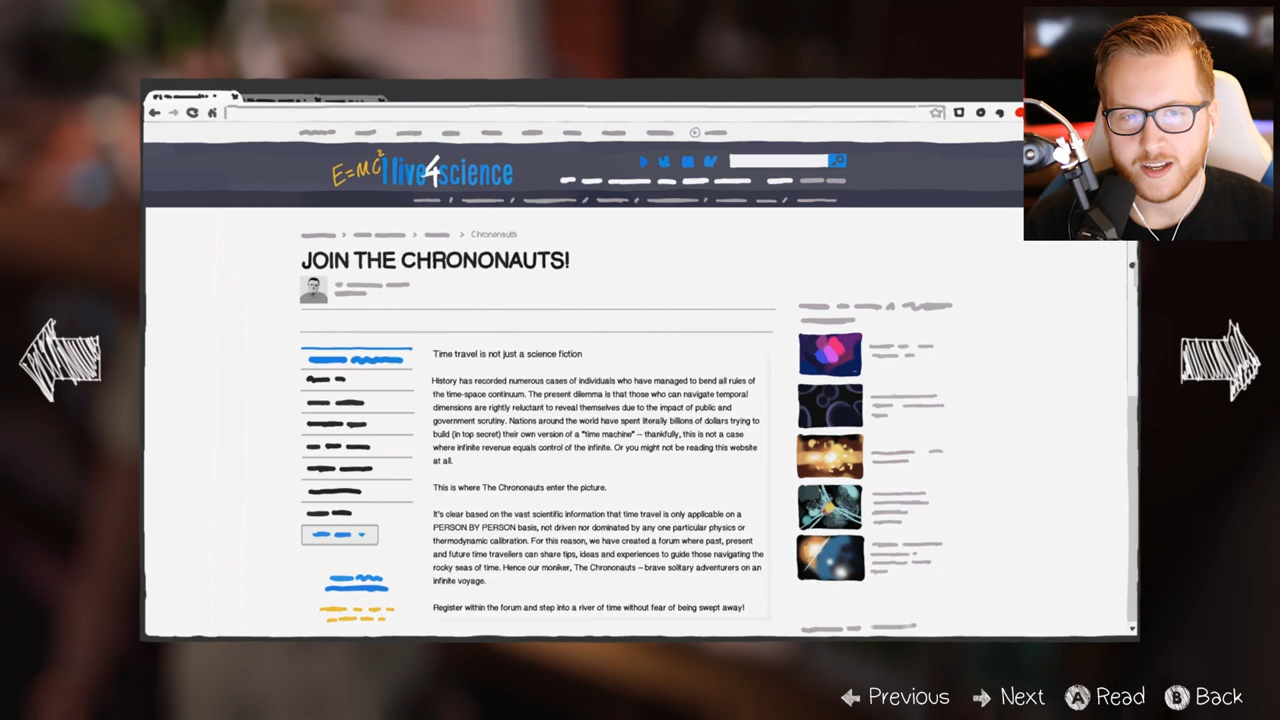 E=MC² I live4science
Chrononauts
JOIN THE CHRONONAUTS!
Time travel is not just a science fiction
History has recorded numerous cases of individuals who have managed to bend all rules of
the time-space continuum. The present dilemma is that those who can navigate temporal
dimensions are rightly reluctant to reveal themselves due to the impact of public and
government scrutiny. Nations around the world have spent literally billions of dollars trying to
build (in top secret) their own version of a "time machine" -- thankfully, this is not a case
where infinite revenue equals control of the infinite. Or you might not be reading this website
at all.
This is where The Chrononauts enter the picture.
It's clear based on the vast scientific information that time travel is only applicable on a
PERSON BY PERSON basis, not driven nor dominated by any one particular physics or
thermodynamic calibration. For this reason, we have created a forum where past, present
and future time travellers can share tips, ideas and experiences to guide those navigating the
rocky seas of time. Hence our moniker, The Chrononauts – brave solitary adventurers on an
infinite voyage.
Register within the forum and step into a river of time without fear of being swept away!
Previous Next A Read B Back